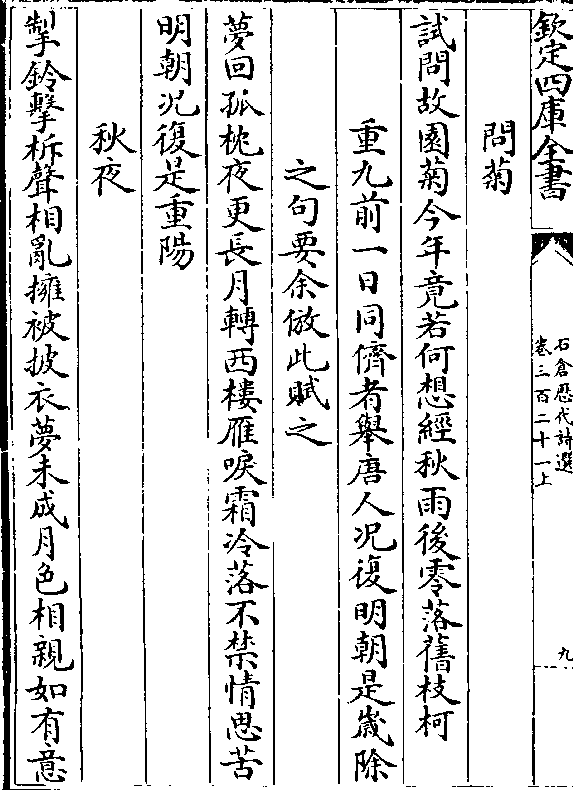 欽定四庫全書
石倉歷代詩選
卷三百二十一上
九
問菊
試問故園菊今年竟若何想經秋雨後零落舊枝柯
重九前一日同儕者舉唐人况復明朝是歲除
之句要余倣此賦之
夢回孤枕夜更長月轉西樓雁唳霜冷落不禁情思苦
明朝况復是重陽
秋夜
掣鈴擊柝聲相亂擁被披衣夢未成月色相親如有意